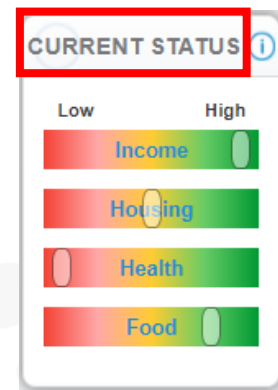 CURRENT STATUS i
Low High
Income
Housing
Health
Food